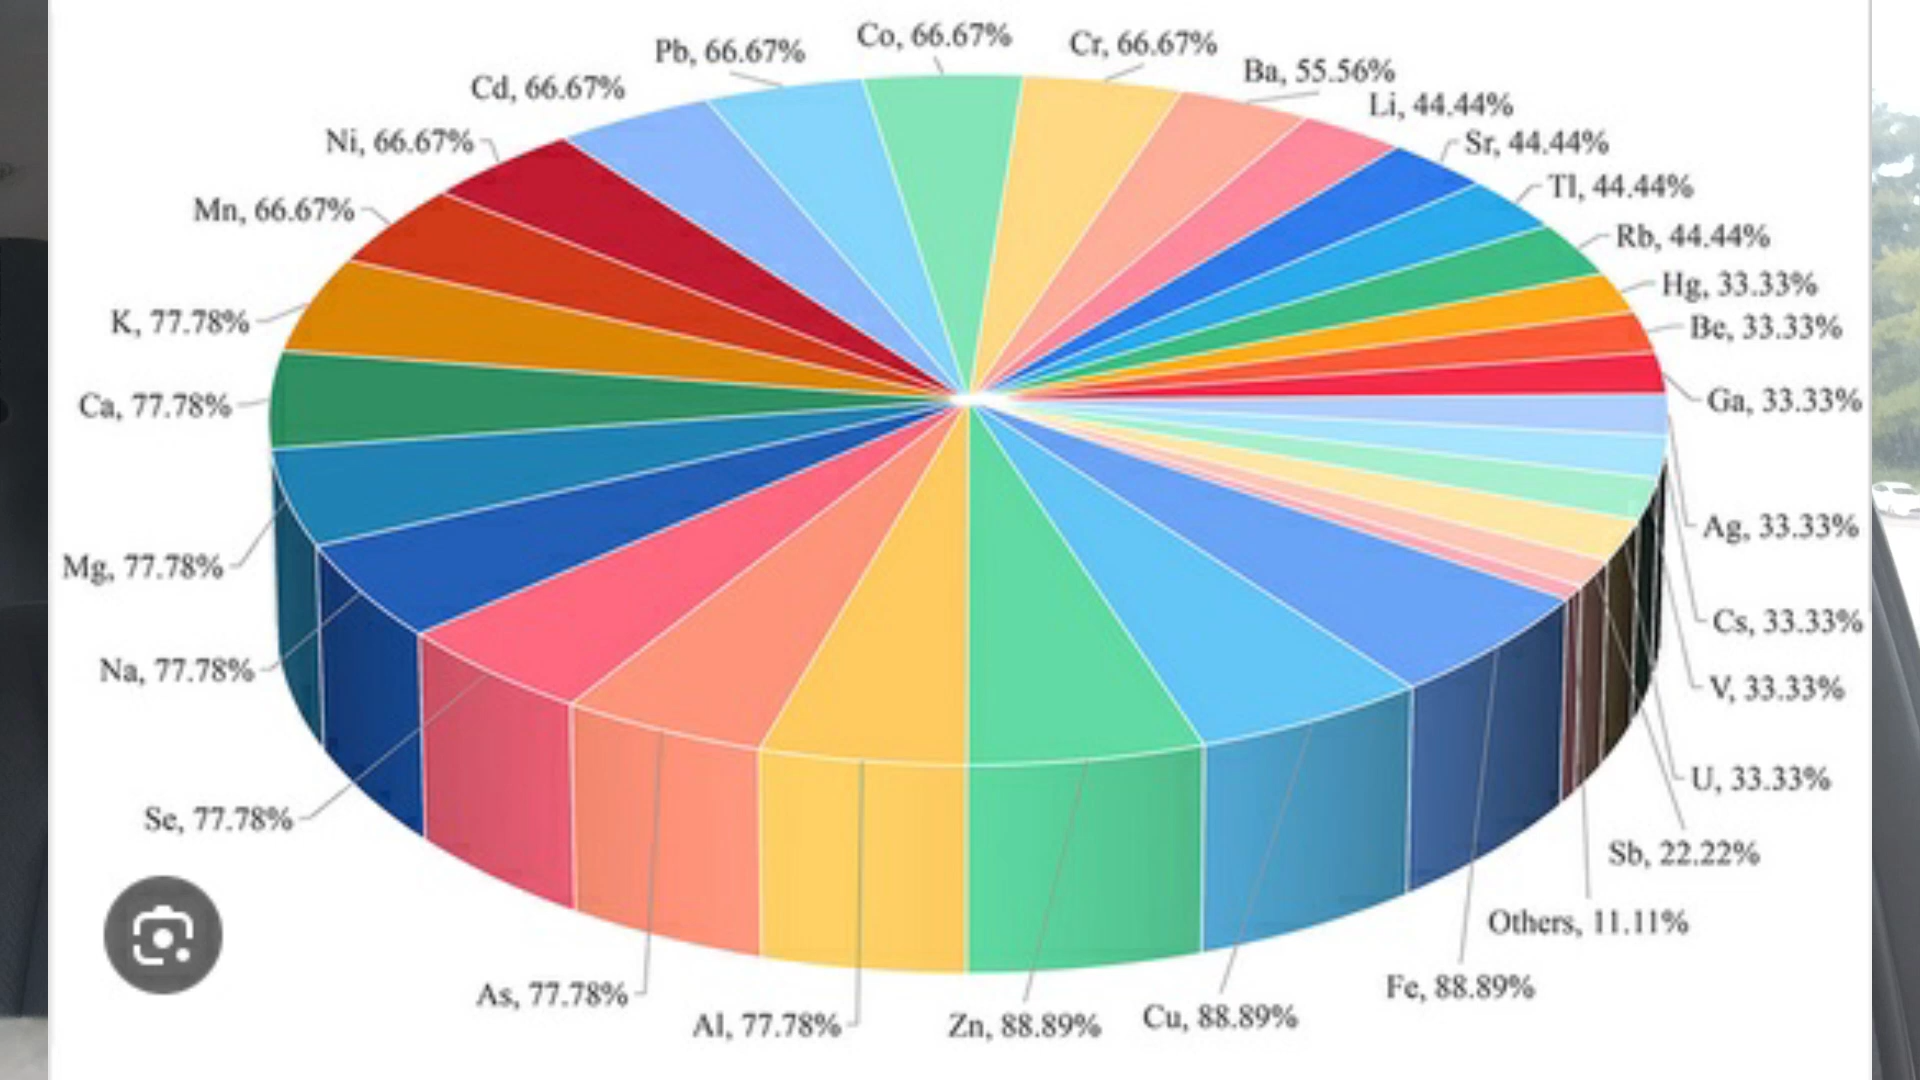 Co, 66.67%
Cr, 66.67%
Pb, 66.67%
Ba, 55.56%
Cd, 66.67%
Li, 44.44%
Ni, 66.67%
Sr, 44.44%
Tl, 44.44%
Mn, 66.67%
Rb, 44.44%
Hg, 33.33%
K, 77.78%
Be, 33.33%
Ca, 77.78%
Ga, 33.33%
Ag, 33.33%
Mg, 77.78%
Cs, 33.33%
Na, 77.78%
V, 33.33%
U, 33.33%
Se, 77.78%
Sb, 22.22%
Others, 11.11%
Fe, 88.89%
As, 77.78%
Cu, 88.89%
Al, 77.78%
Zn, 88.89%